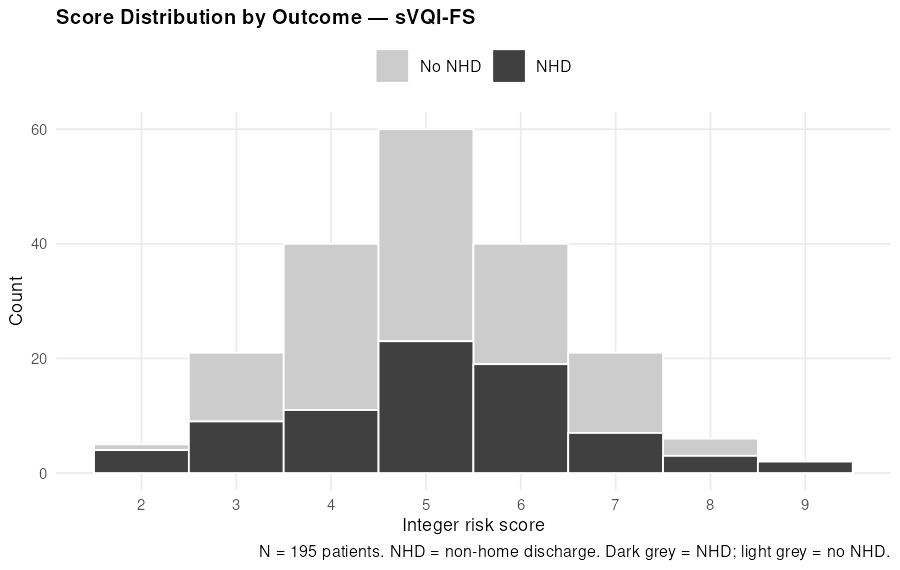 Score Distribution by Outcome — sVQI-FS
No NHD NHD
60
40
20
0
Count
2 3 4 5 6 7 8 9
Integer risk score
N = 195 patients. NHD = non-home discharge. Dark grey = NHD; light grey = no NHD.